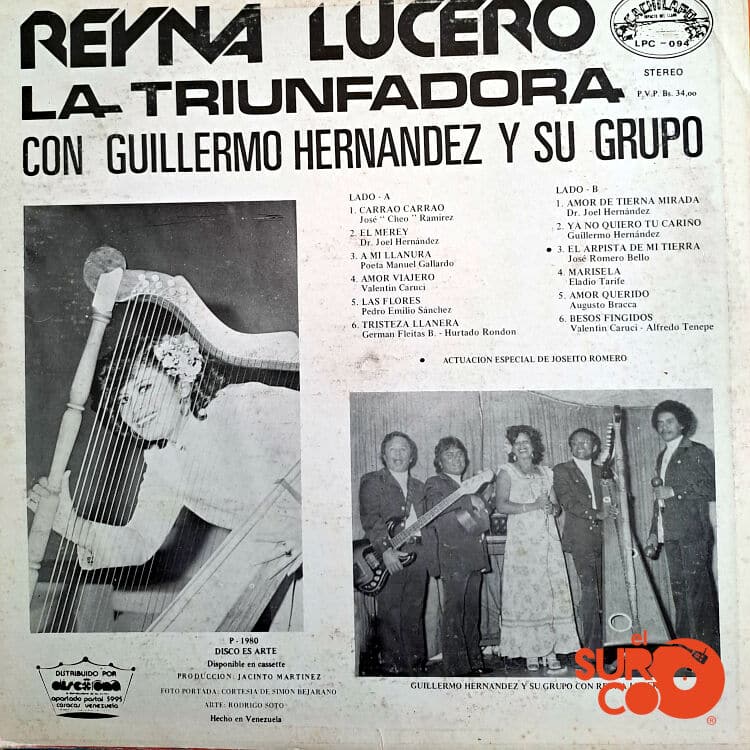 REYNA LUCERO
LPC - 094
STEREO
LA TRIUNFADORA
P.V.P. Bs. 34,oo
CON GUILLERMO HERNANDEZ Y SU GRUPO
LADO - A
1. CARRAO CARRAO
José " Cheo " Ramirez
2. EL MEREY
Dr. Joel Hernández
3. A MI LLANURA
Poeta Manuel Gallardo
4. AMOR VIAJERO
Valentin Caruci
5. LAS FLORES
Pedro Emilio Sánchez
6. TRISTEZA LLANERA
German Fleitas B. - Hurtado Rondon
LADO - B
1. AMOR DE TIERNA MIRADA
Dr. Joel Hernández
2. YA NO QUIERO TU CARIÑO
Guillermo Hernández
• 3. EL ARPISTA DE MI TIERRA
José Romero Bello
4. MARISELA
Eladio Tarife
5. AMOR QUERIDO
Augusto Bracca
6. BESOS FINGIDOS
Valentin Caruci - Alfredo Tenepe
• ACTUACION ESPECIAL DE JOSEITO ROMERO
P - 1980
DISCO ES ARTE
Disponible en cassette
PRODUCCION: JACINTO MARTINEZ
FOTO PORTADA: CORTESIA DE SIMON BEJARANO
ARTE: RODRIGO SOTO
Hecho en Venezuela
DISTRIBUIDO POR
discona
apartado postal 5995
caracas venezuela
GUILLERMO HERNANDEZ Y SU GRUPO CON
el
SURCO
®